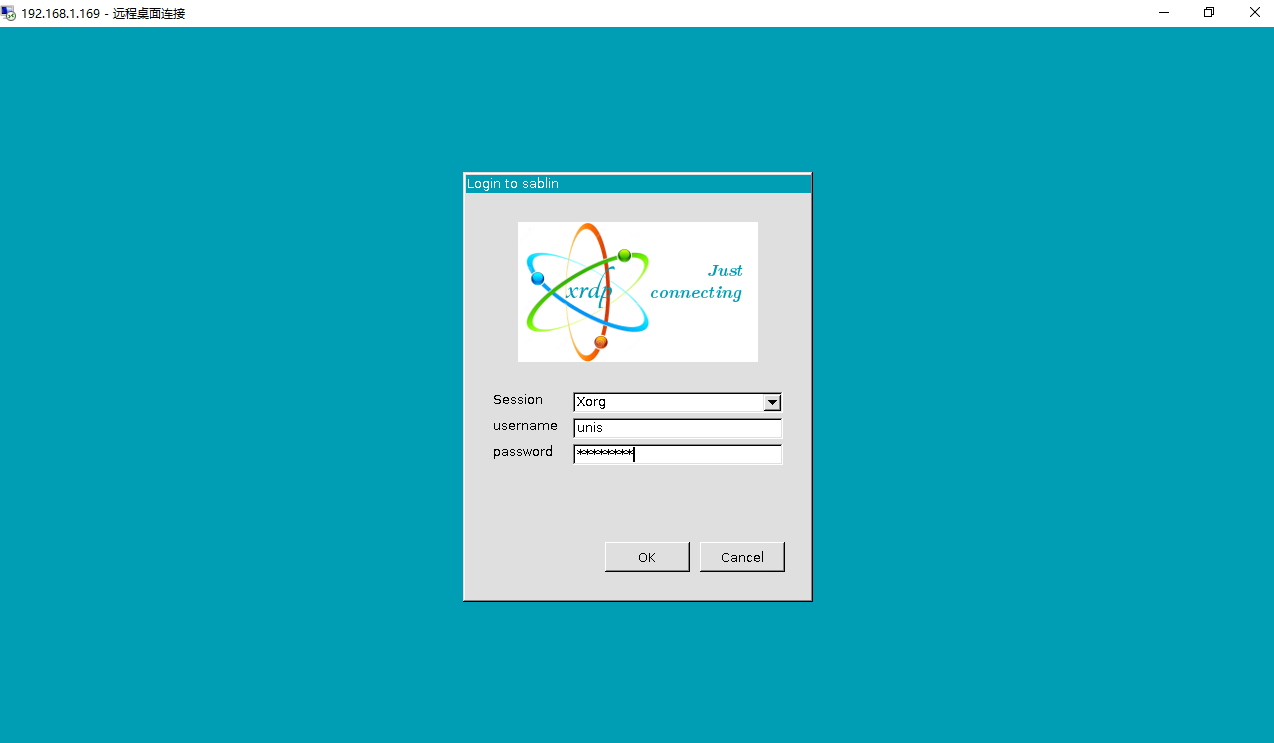 192.168.1.169 - 远程桌面连接
Login to sablin
xrdp
Just
connecting
Session
Xorg
username
unis
password
********
OK
Cancel